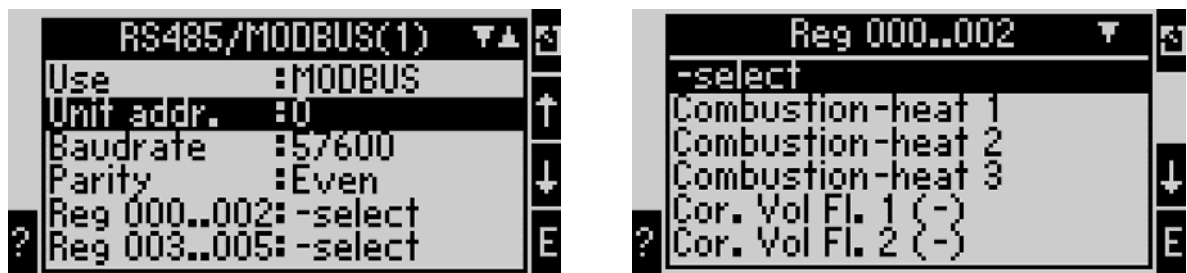 RS485/MODBUS(1) ▼▲
Use :MODBUS
Unit addr. :0
Baudrate :57600
Parity :Even
Reg 000..002: -select
Reg 003..005: -select
? ↑ ↓ E
Reg 000..002 ▼
-select
Combustion-heat 1
Combustion-heat 2
Combustion-heat 3
Cor. Vol Fl. 1 (-)
Cor. Vol Fl. 2 (-)
? ↓ E